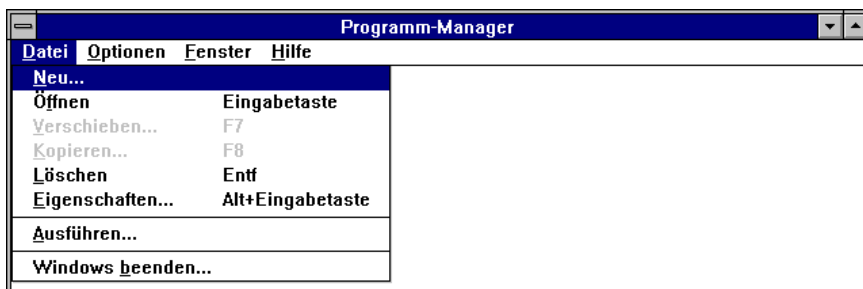 Programm-Manager
Datei Optionen Fenster Hilfe
Neu...
Öffnen Eingabetaste
Verschieben... F7
Kopieren... F8
Löschen Entf
Eigenschaften... Alt+Eingabetaste
Ausführen...
Windows beenden...